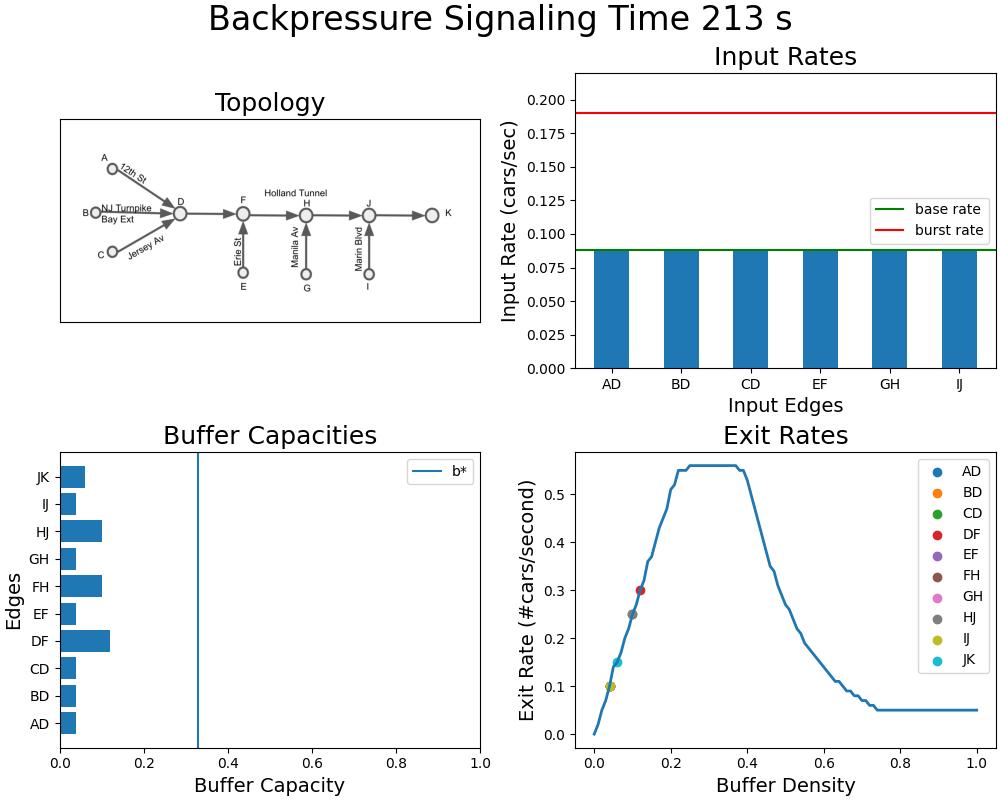 Backpressure Signaling Time 213 s
Topology
A
12th St
B
NJ Turnpike
Bay Ext
C
Jersey Av
D
F
Holland Tunnel
H
J
K
Erie St
Manila Av
Marin Blvd
E
G
I
Input Rates
Input Rate (cars/sec)
0.200
0.175
0.150
0.125
0.100
0.075
0.050
0.025
0.000
base rate
burst rate
AD BD CD EF GH IJ
Input Edges
Buffer Capacities
Edges
JK
IJ
HJ
GH
FH
EF
DF
CD
BD
AD
b*
0.0 0.2 0.4 0.6 0.8 1.0
Buffer Capacity
Exit Rates
Exit Rate (#cars/second)
0.5
0.4
0.3
0.2
0.1
0.0
AD
BD
CD
DF
EF
FH
GH
HJ
IJ
JK
0.0 0.2 0.4 0.6 0.8 1.0
Buffer Density